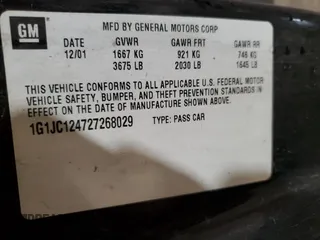 GM
MFD BY GENERAL MOTORS CORP
DATE GVWR GAWR FRT GAWR RR
12/01 1667 KG 921 KG 746 KG
3675 LB 2030 LB 1645 LB
THIS VEHICLE CONFORMS TO ALL APPLICABLE U.S. FEDERAL MOTOR
VEHICLE SAFETY, BUMPER, AND THEFT PREVENTION STANDARDS IN
EFFECT ON THE DATE OF MANUFACTURE SHOWN ABOVE.
1G1JC124727268029 TYPE: PASS CAR